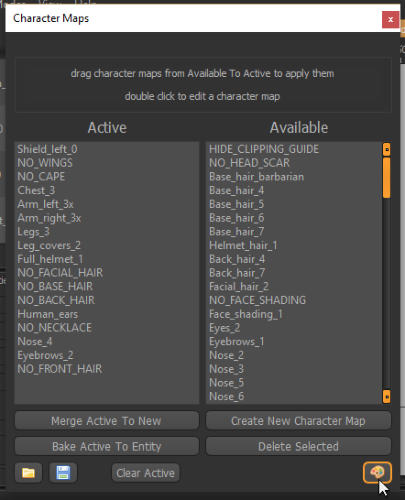 Character Maps
x
drag character maps from Available To Active to apply them
double click to edit a character map
Active
Available
Shield_left_0
NO_WINGS
NO_CAPE
Chest_3
Arm_left_3x
Arm_right_3x
Legs_3
Leg_covers_2
Full_helmet_1
NO_FACIAL_HAIR
NO_BASE_HAIR
NO_BACK_HAIR
Human_ears
NO_NECKLACE
Nose_4
Eyebrows_2
NO_FRONT_HAIR
HIDE_CLIPPING_GUIDE
NO_HEAD_SCAR
Base_hair_barbarian
Base_hair_4
Base_hair_5
Base_hair_6
Base_hair_7
Helmet_hair_1
Back_hair_4
Back_hair_7
Facial_hair_2
NO_FACE_SHADING
Face_shading_1
Eyes_2
Eyebrows_1
Nose_2
Nose_3
Nose_5
Nose_6
Merge Active To New
Create New Character Map
Bake Active To Entity
Delete Selected
Clear Active